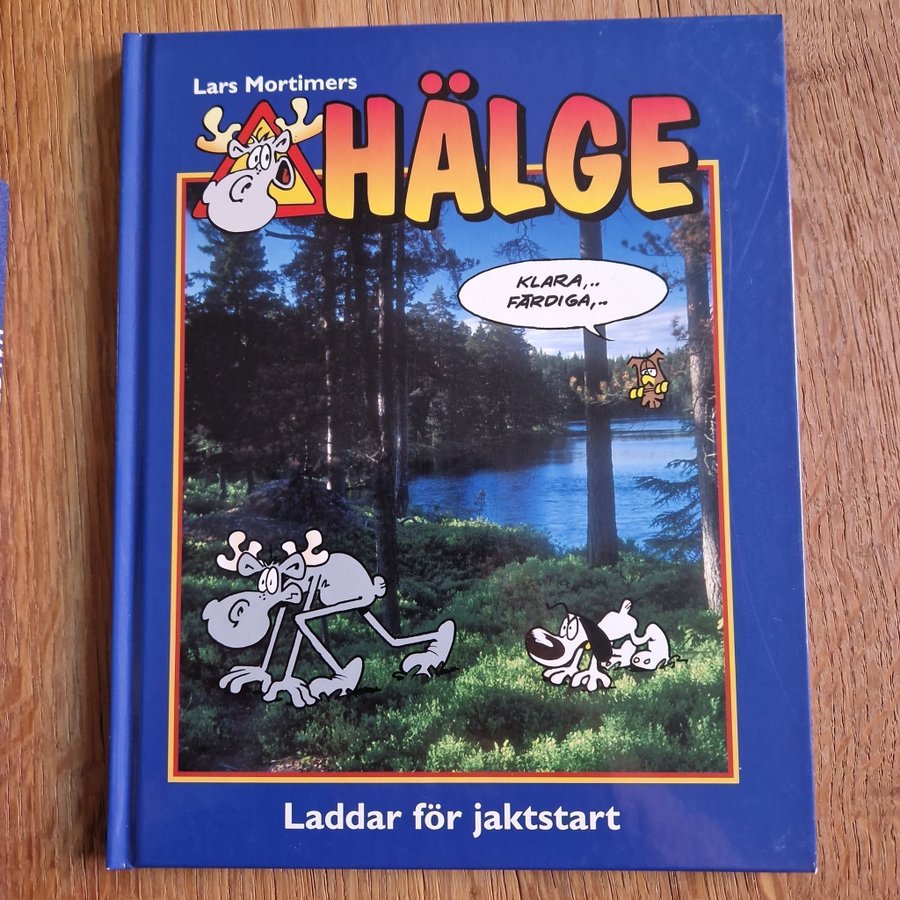 Lars Mortimers
HÄLGE
KLARA,..
FÄRDIGA,..
Laddar för jaktstart